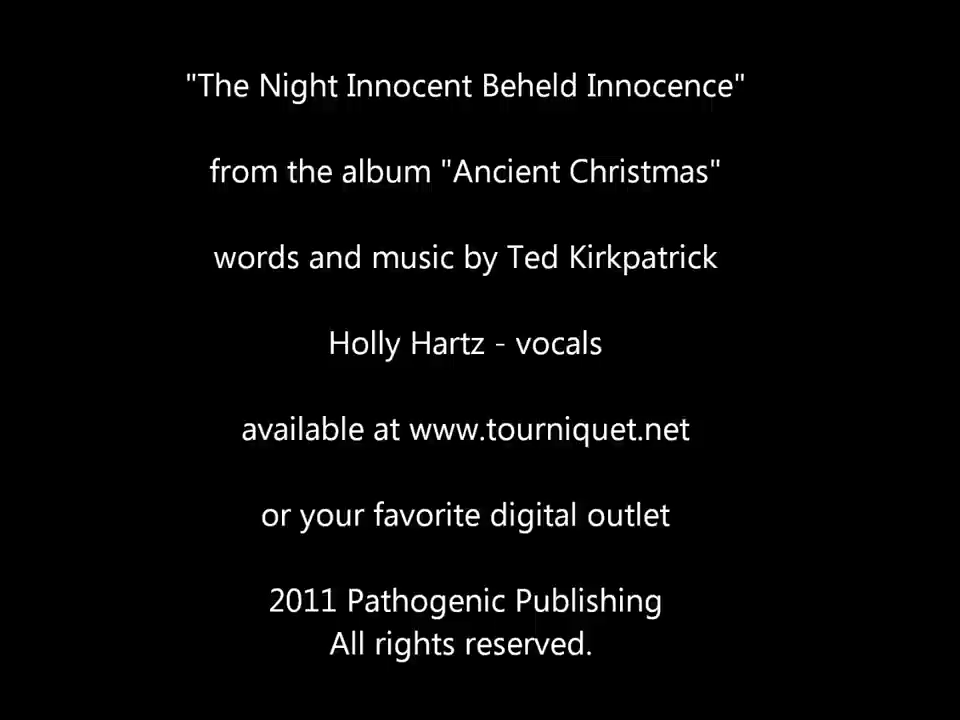 "The Night Innocent Beheld Innocence"
from the album "Ancient Christmas"
words and music by Ted Kirkpatrick
Holly Hartz - vocals
available at www.tourniquet.net
or your favorite digital outlet
2011 Pathogenic Publishing
All rights reserved.